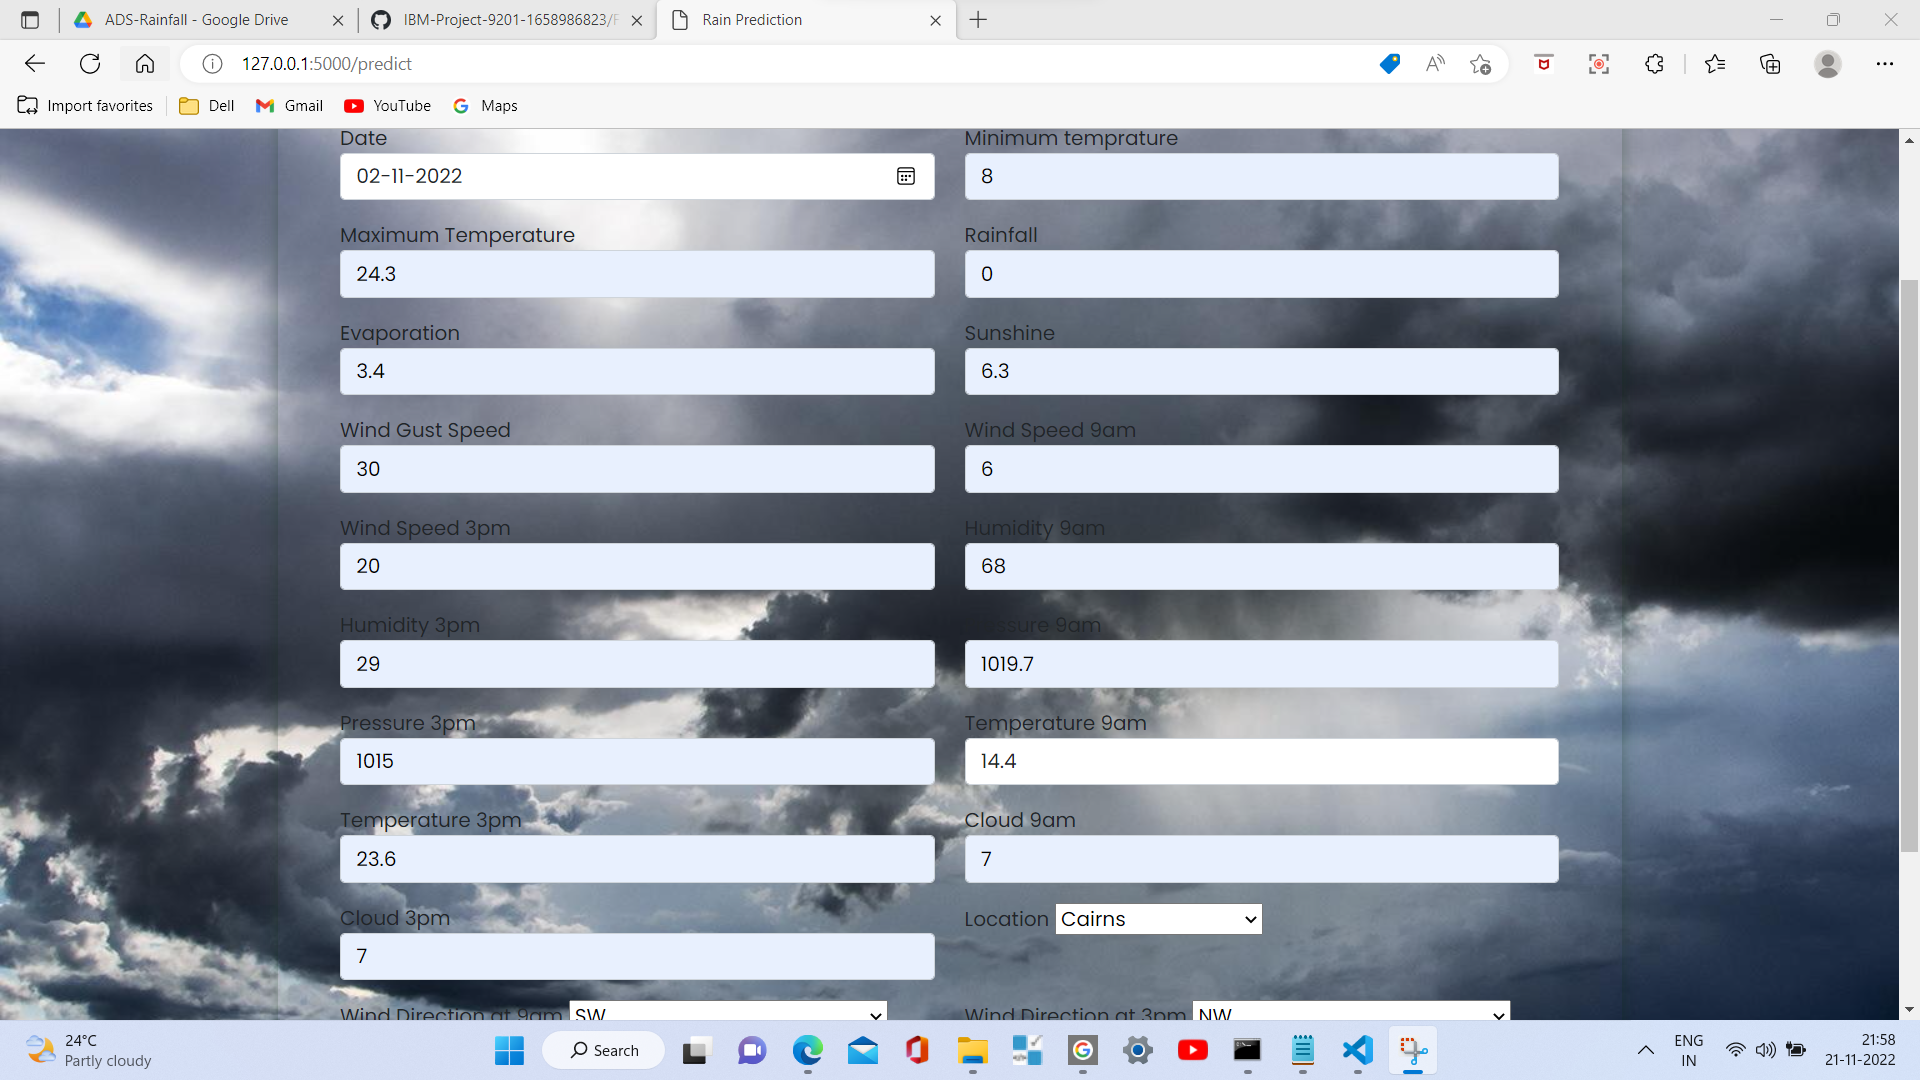 ADS-Rainfall - Google Drive
IBM-Project-9201-1658986823/F
Rain Prediction
127.0.0.1:5000/predict
Import favorites
Dell
Gmail
YouTube
Maps
Date
Minimum temprature
02-11-2022
8
Maximum Temperature
Rainfall
24.3
0
Evaporation
Sunshine
3.4
6.3
Wind Gust Speed
Wind Speed 9am
30
6
Wind Speed 3pm
Humidity 9am
20
68
Humidity 3pm
Pressure 9am
29
1019.7
Pressure 3pm
Temperature 9am
1015
14.4
Temperature 3pm
Cloud 9am
23.6
7
Cloud 3pm
Location Cairns
7
Wind Direction at 9am SW
Wind Direction at 3pm NW
24°C
Partly cloudy
Search
ENG
IN
21:58
21-11-2022